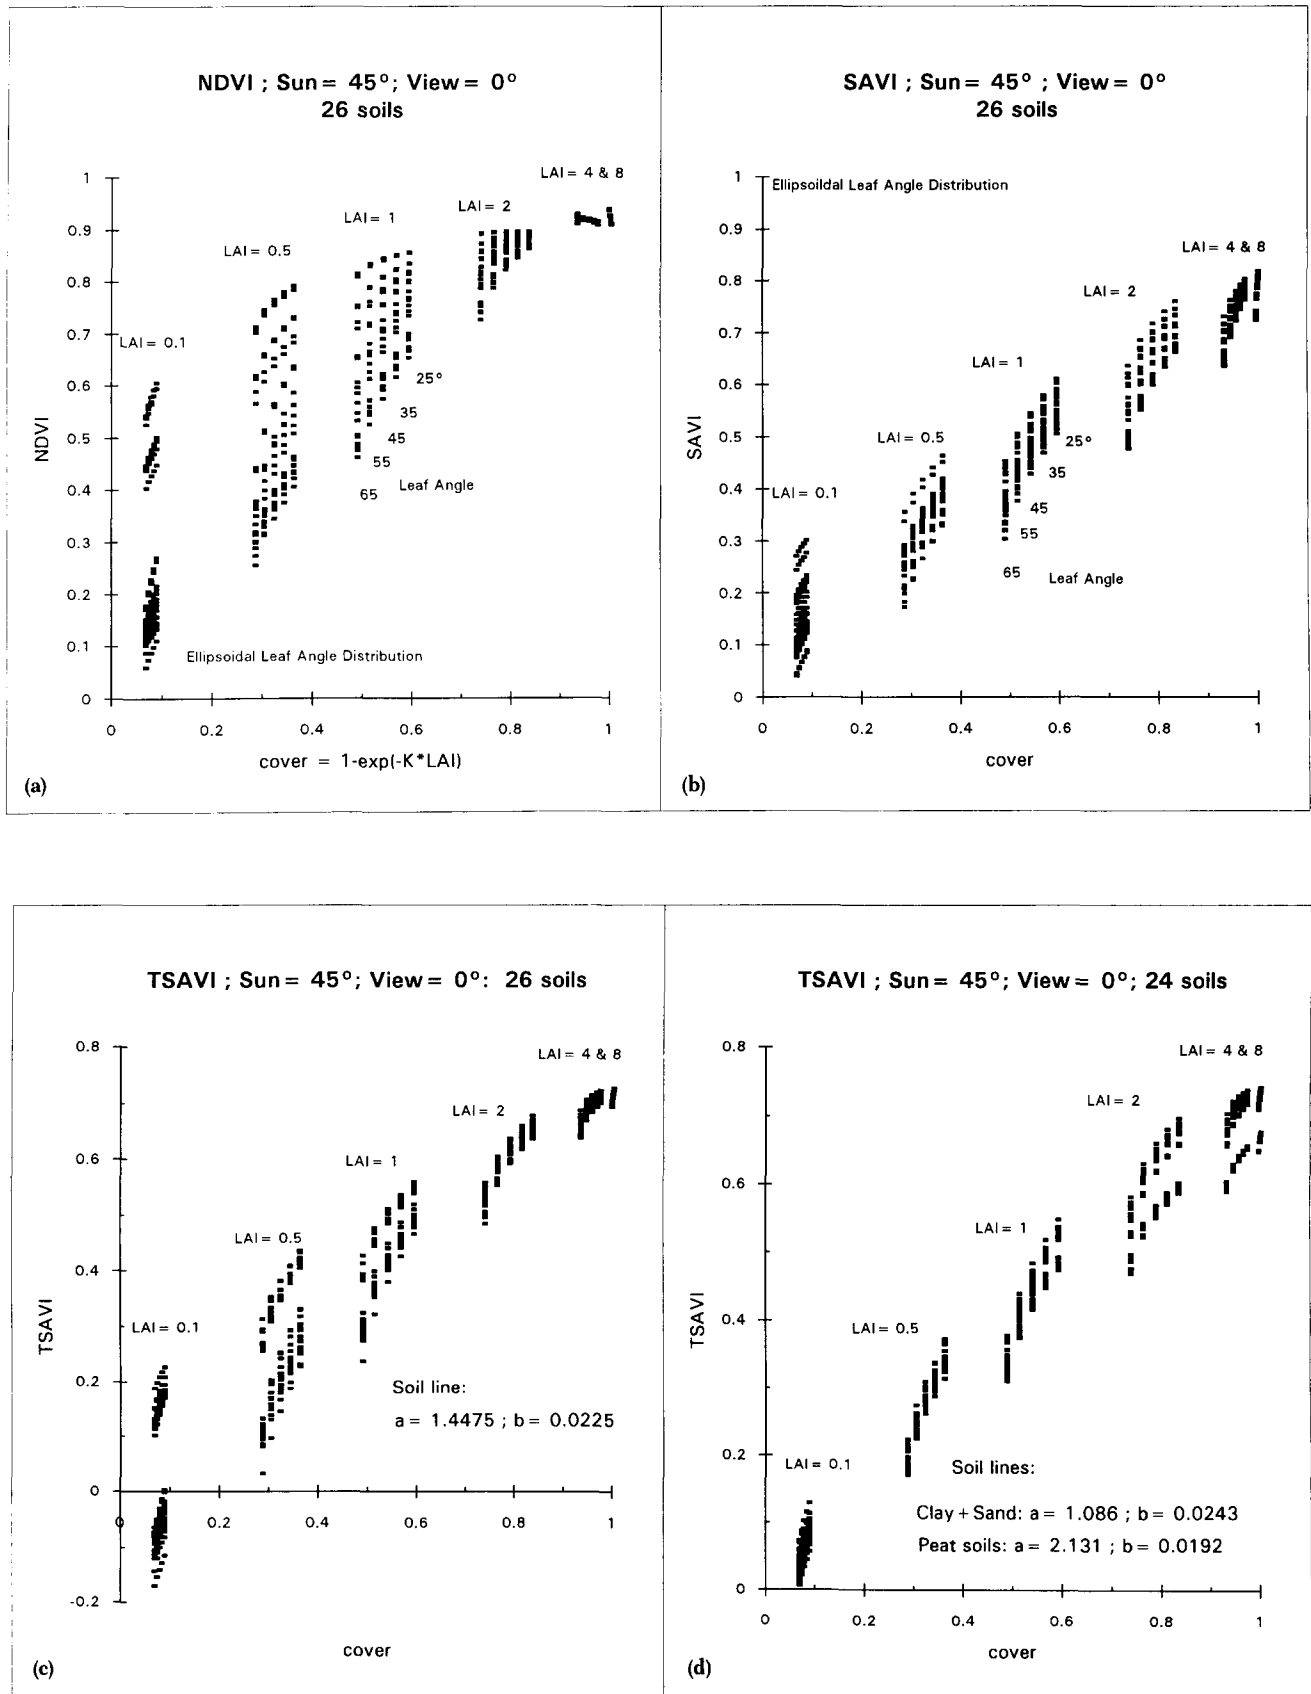 NDVI ; Sun = 45°; View = 0°
26 soils
LAI = 4 & 8
LAI = 2
LAI = 1
LAI = 0.5
LAI = 0.1
1
0.9
0.8
0.7
0.6
0.5
0.4
0.3
0.2
0.1
0
NDVI
25°
35
45
55
65
Leaf Angle
Ellipsoidal Leaf Angle Distribution
0
0.2
0.4
0.6
0.8
1
cover = 1-exp(-K*LAI)
(a)
SAVI ; Sun = 45° ; View = 0°
26 soils
Ellipsoildal Leaf Angle Distribution
LAI = 4 & 8
LAI = 2
LAI = 1
LAI = 0.5
LAI = 0.1
1
0.9
0.8
0.7
0.6
0.5
0.4
0.3
0.2
0.1
0
SAVI
25°
35
45
55
65
Leaf Angle
0
0.2
0.4
0.6
0.8
1
cover
(b)
TSAVI ; Sun = 45°; View = 0°: 26 soils
LAI = 4 & 8
LAI = 2
LAI = 1
LAI = 0.5
LAI = 0.1
0.8
0.6
0.4
0.2
0
-0.2
TSAVI
Soil line:
a = 1.4475 ; b = 0.0225
0
0.2
0.4
0.6
0.8
1
cover
(c)
TSAVI ; Sun = 45°; View = 0°; 24 soils
LAI = 4 & 8
LAI = 2
LAI = 1
LAI = 0.5
LAI = 0.1
0.8
0.6
0.4
0.2
0
TSAVI
Soil lines:
Clay + Sand: a = 1.086 ; b = 0.0243
Peat soils: a = 2.131 ; b = 0.0192
0
0.2
0.4
0.6
0.8
1
cover
(d)